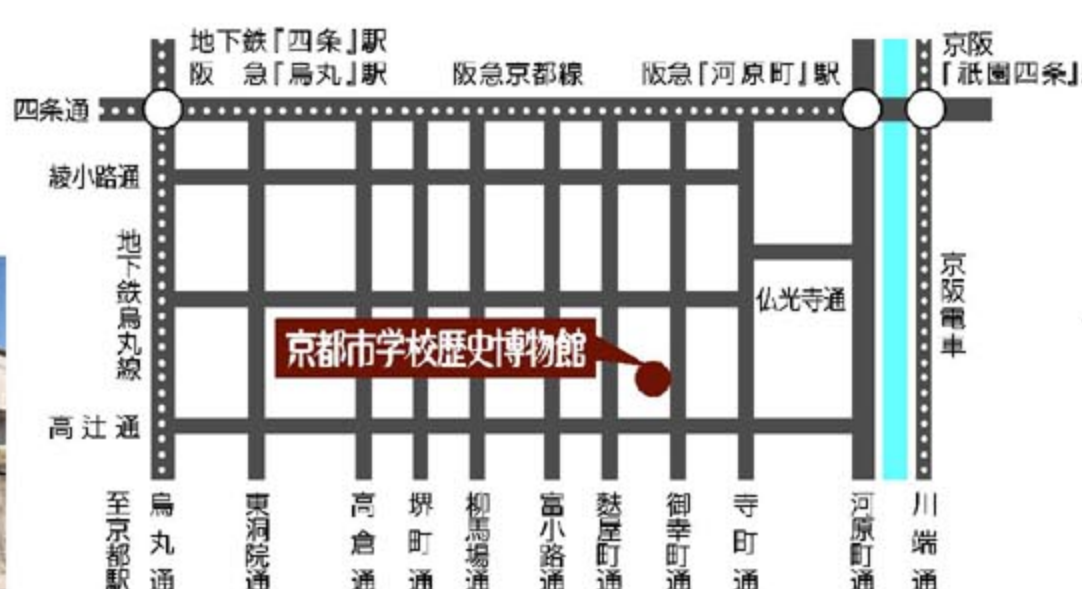 地下鉄『四条』駅
阪 急『烏丸』駅
阪急京都線
阪急『河原町』駅
京阪
『祇園四条』
四条通
綾小路通
地下鉄烏丸線
仏光寺通
京阪電車
京都市学校歴史博物館
高辻通
至京都駅
烏丸通
東洞院通
高倉通
堺町通
柳馬場通
富小路通
麩屋町通
御幸町通
寺町通
河原町通
川端通